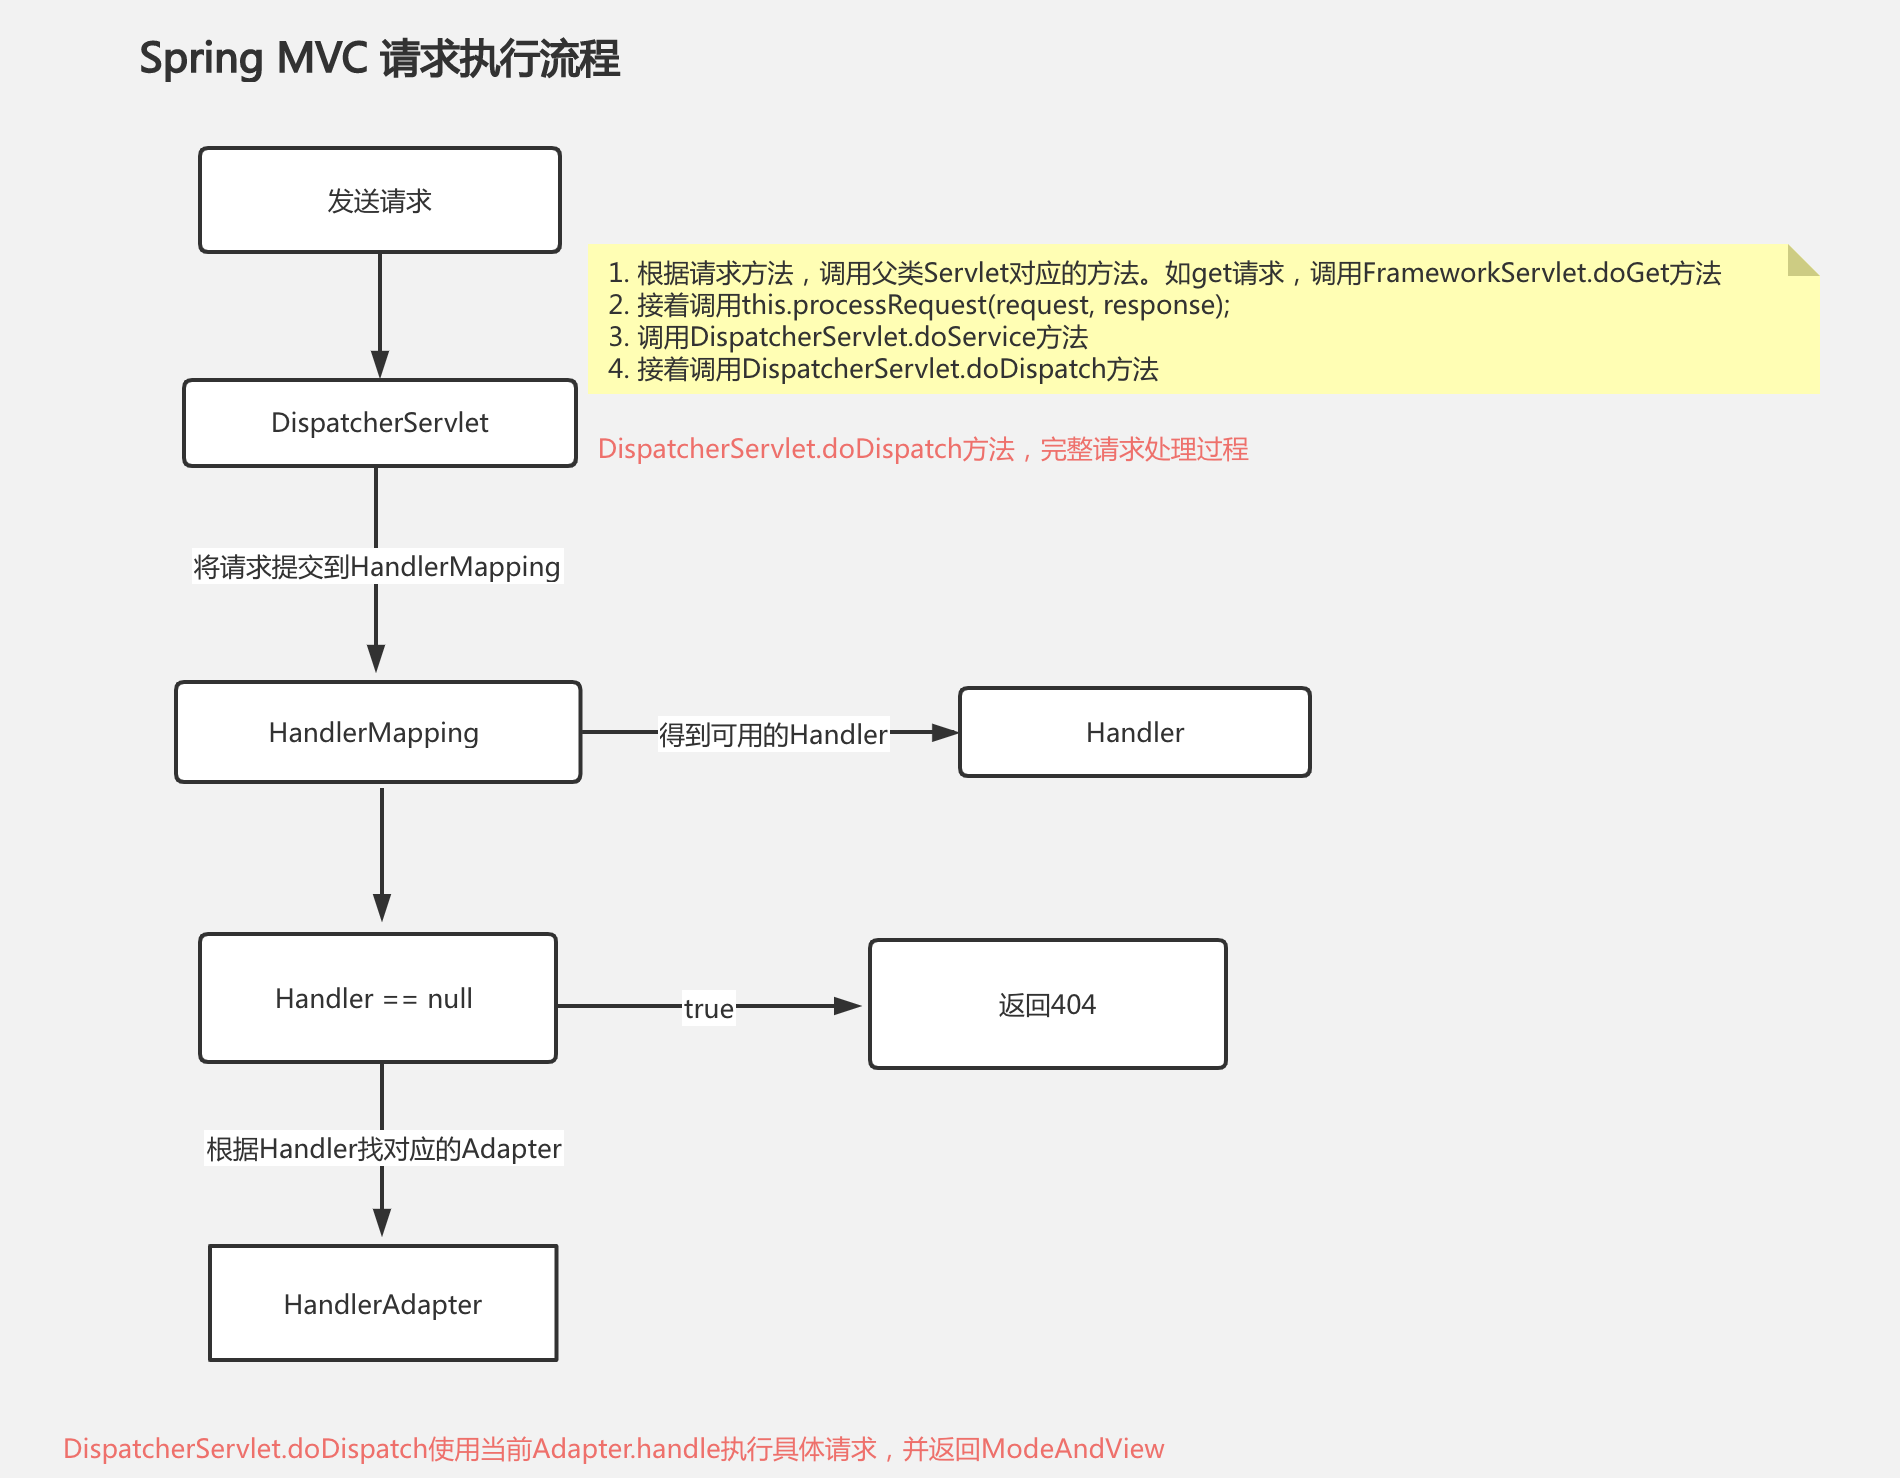 Spring MVC 请求执行流程
发送请求
1. 根据请求方法，调用父类Servlet对应的方法。如get请求，调用FrameworkServlet.doGet方法
2. 接着调用this.processRequest(request, response);
3. 调用DispatcherServlet.doService方法
4. 接着调用DispatcherServlet.doDispatch方法
DispatcherServlet
DispatcherServlet.doDispatch方法，完整请求处理过程
将请求提交到HandlerMapping
HandlerMapping
得到可用的Handler
Handler
Handler == null
true
返回404
根据Handler找对应的Adapter
HandlerAdapter
DispatcherServlet.doDispatch使用当前Adapter.handle执行具体请求，并返回ModeAndView